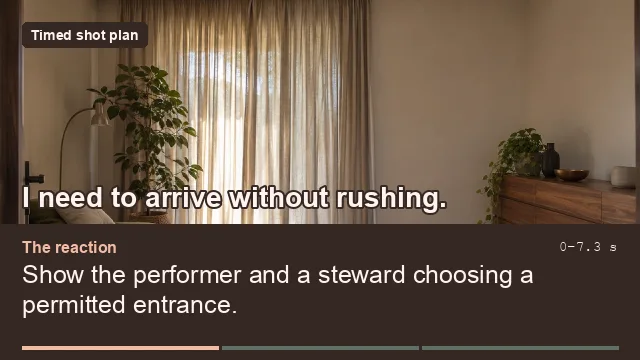 Timed shot plan
I need to arrive without rushing.
The reaction
0–7.3 s
Show the performer and a steward choosing a
permitted entrance.